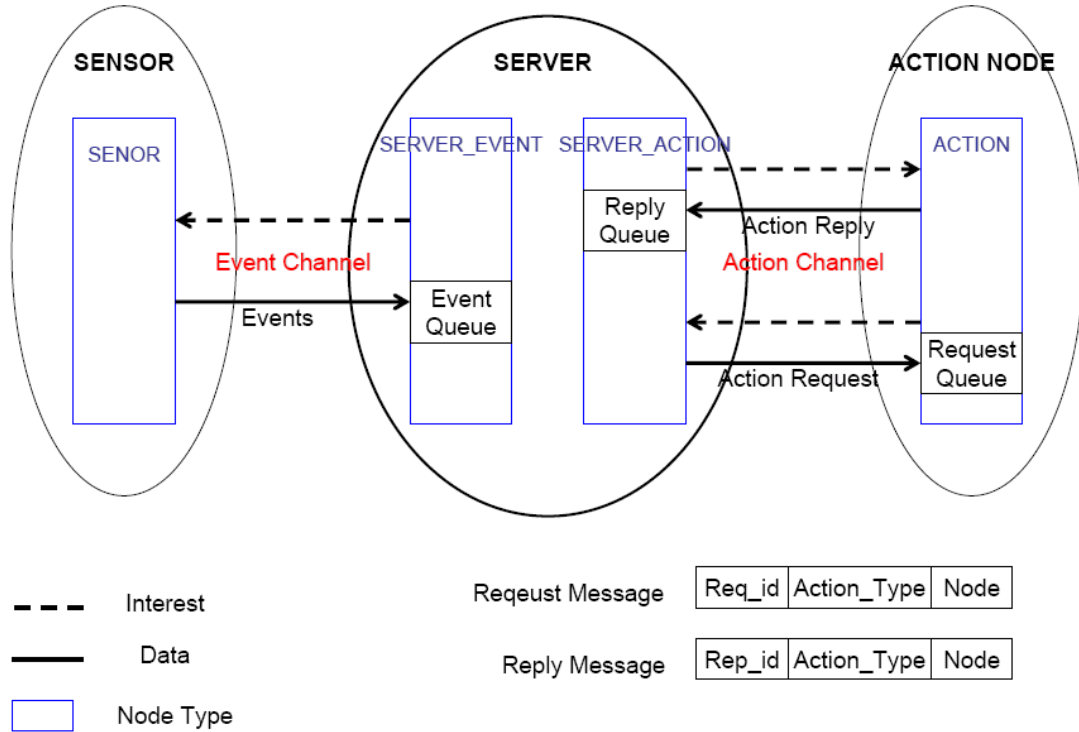 SENSOR
SERVER
ACTION NODE
SENOR
SERVER_EVENT
SERVER_ACTION
ACTION
Reply
Queue
Action Reply
Event Channel
Action Channel
Event
Queue
Events
Request
Queue
Action Request
Interest
Data
Node Type
Reqeust Message
Req_id
Action_Type
Node
Reply Message
Rep_id
Action_Type
Node